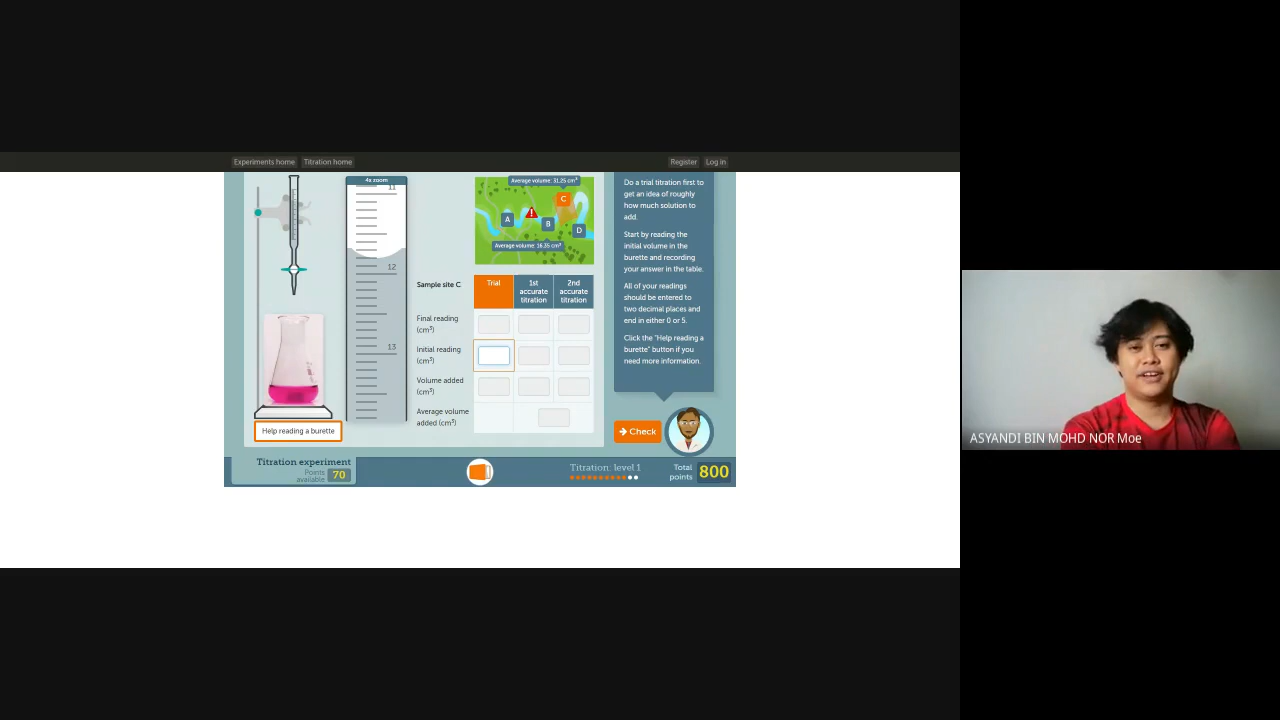 Experiments home Titration home Register Log in
4x zoom
11
12
13
Help reading a burette
Average volume: 31.25 cm³
A
B
C
D
Average volume: 16.35 cm³
Sample site C
Trial
1st accurate titration
2nd accurate titration
Final reading
(cm³)
Initial reading
(cm³)
Volume added
(cm³)
Average volume
added (cm³)
Do a trial titration first to
get an idea of roughly
how much solution to
add.
Start by reading the
initial volume in the
burette and recording
your answer in the table.
All of your readings
should be entered to
two decimal places and
end in either 0 or 5.
Click the "Help reading a
burette" button if you
need more information.
Check
Titration experiment
Points
available 70
Titration: level 1
Total
points 800
ASYANDI BIN MOHD NOR Moe